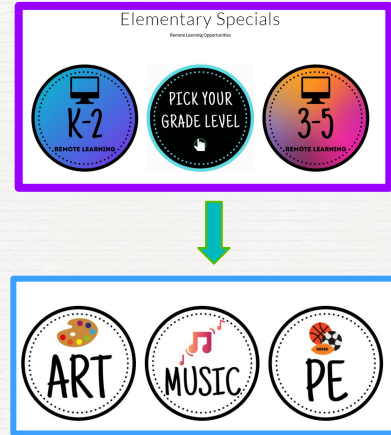 Elementary Specials
Remote Learning Opportunities
K-2
REMOTE LEARNING
PICK YOUR
GRADE LEVEL
3-5
REMOTE LEARNING
ART
MUSIC
PE